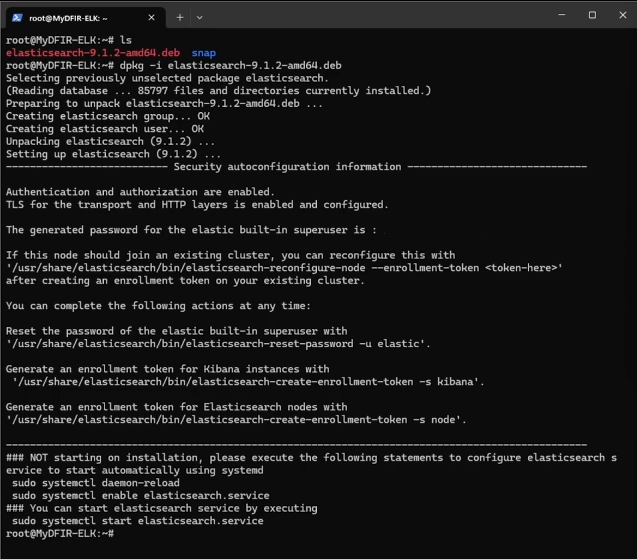 root@MyDFIR-ELK: ~
root@MyDFIR-ELK:~# ls
elasticsearch-9.1.2-amd64.deb  snap
root@MyDFIR-ELK:~# dpkg -i elasticsearch-9.1.2-amd64.deb
Selecting previously unselected package elasticsearch.
(Reading database ... 85797 files and directories currently installed.)
Preparing to unpack elasticsearch-9.1.2-amd64.deb ...
Creating elasticsearch group... OK
Creating elasticsearch user... OK
Unpacking elasticsearch (9.1.2) ...
Setting up elasticsearch (9.1.2) ...
--------------------------- Security autoconfiguration information ------------------------------
Authentication and authorization are enabled.
TLS for the transport and HTTP layers is enabled and configured.
The generated password for the elastic built-in superuser is :
If this node should join an existing cluster, you can reconfigure this with
'/usr/share/elasticsearch/bin/elasticsearch-reconfigure-node --enrollment-token <token-here>'
after creating an enrollment token on your existing cluster.
You can complete the following actions at any time:
Reset the password of the elastic built-in superuser with
'/usr/share/elasticsearch/bin/elasticsearch-reset-password -u elastic'.
Generate an enrollment token for Kibana instances with
'/usr/share/elasticsearch/bin/elasticsearch-create-enrollment-token -s kibana'.
Generate an enrollment token for Elasticsearch nodes with
'/usr/share/elasticsearch/bin/elasticsearch-create-enrollment-token -s node'.
-------------------------------------------------------------------------------------------------
### NOT starting on installation, please execute the following statements to configure elasticsearch s
ervice to start automatically using systemd
sudo systemctl daemon-reload
sudo systemctl enable elasticsearch.service
### You can start elasticsearch service by executing
sudo systemctl start elasticsearch.service
root@MyDFIR-ELK:~#